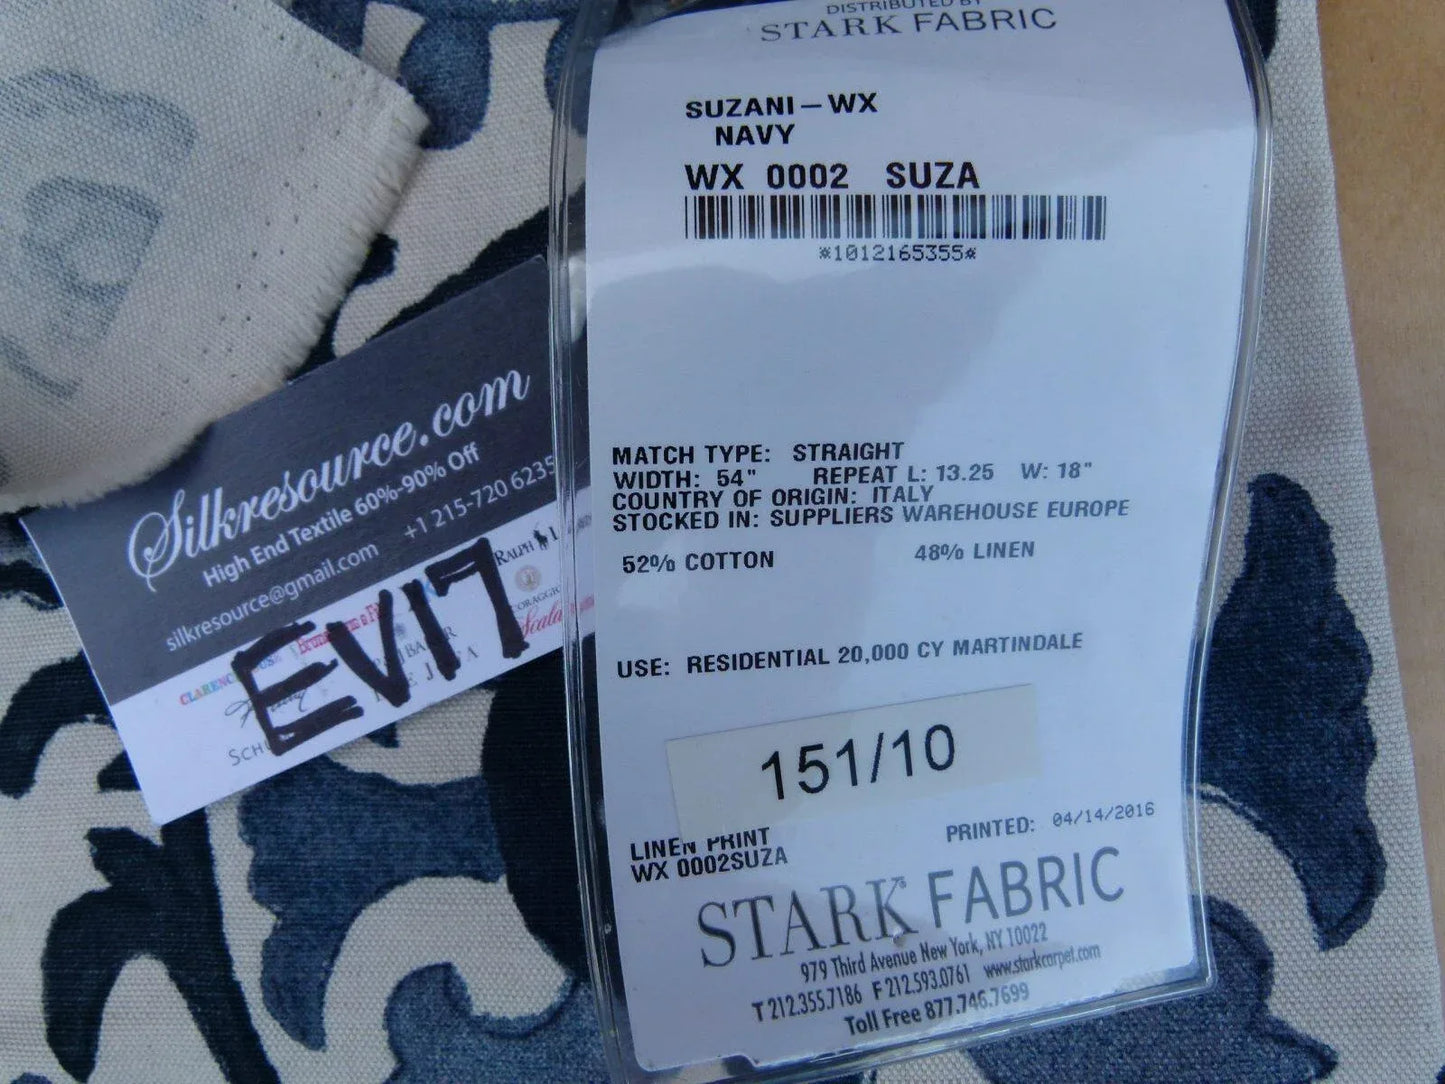 DISTRIBUTED BY
STARK FABRIC
SUZANI-WX
NAVY
WX 0002 SUZA
*1012165355*
MATCH TYPE: STRAIGHT
WIDTH: 54" REPEAT L: 13.25 W: 18"
COUNTRY OF ORIGIN: ITALY
STOCKED IN: SUPPLIERS WAREHOUSE EUROPE
52% COTTON 48% LINEN
USE: RESIDENTIAL 20,000 CY MARTINDALE
151/10
LINEN PRINT
WX 0002SUZA
PRINTED: 04/14/2016
STARK FABRIC
979 Third Avenue New York, NY 10022
T 212.355.7186 F 212.593.0761 www.starkcarpet.com
Toll Free 877.746.7699
Silkresource.com
High End Textile 60%-90% Off
silkresource@gmail.com +1 215-720 6235
RALPH L
CLARENC
Scala
EV17